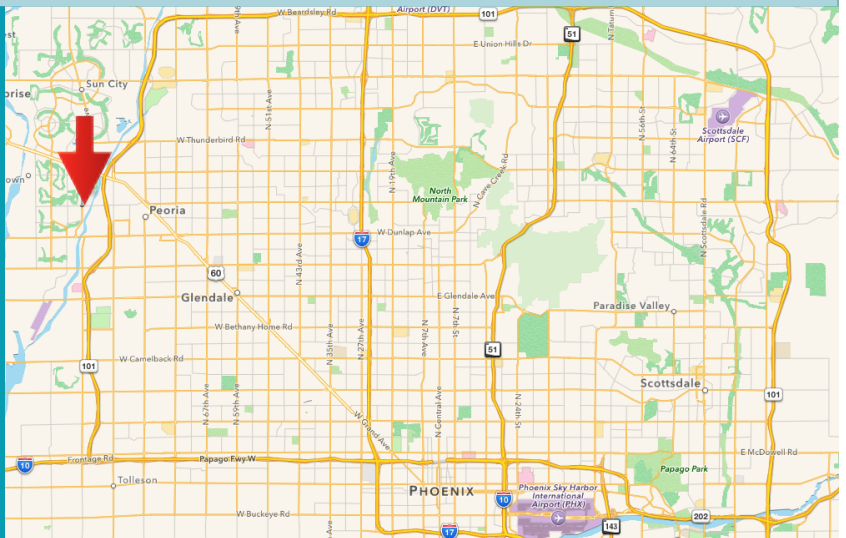 Airport (DVT)
W Beardsley Rd
101
51
E Union Hills Dr
N Tatum
Sun City
N 51st Ave
N 56th St
N 64th St
Scottsdale
Airport (SCF)
W Thunderbird Rd
N 19th Ave
N Cave Creek Rd
North
Mountain Park
Peoria
N Scottsdale Rd
W Dunlap Ave
17
N 43rd Ave
60
Glendale
E Glendale Ave
Paradise Valley
N 7th Ave
N 7th St
W Bethany Home Rd
N 35th Ave
N 27th Ave
51
W Camelback Rd
101
Scottsdale
N 67th Ave
N 59th Ave
N Central Ave
N 24th St
101
W Grand Ave
10
Frontage Rd
Papago Fwy W
E McDowell Rd
Papago Park
Tolleson
PHOENIX
10
Phoenix Sky Harbor
International
Airport (PHX)
W Buckeye Rd
17
143
202